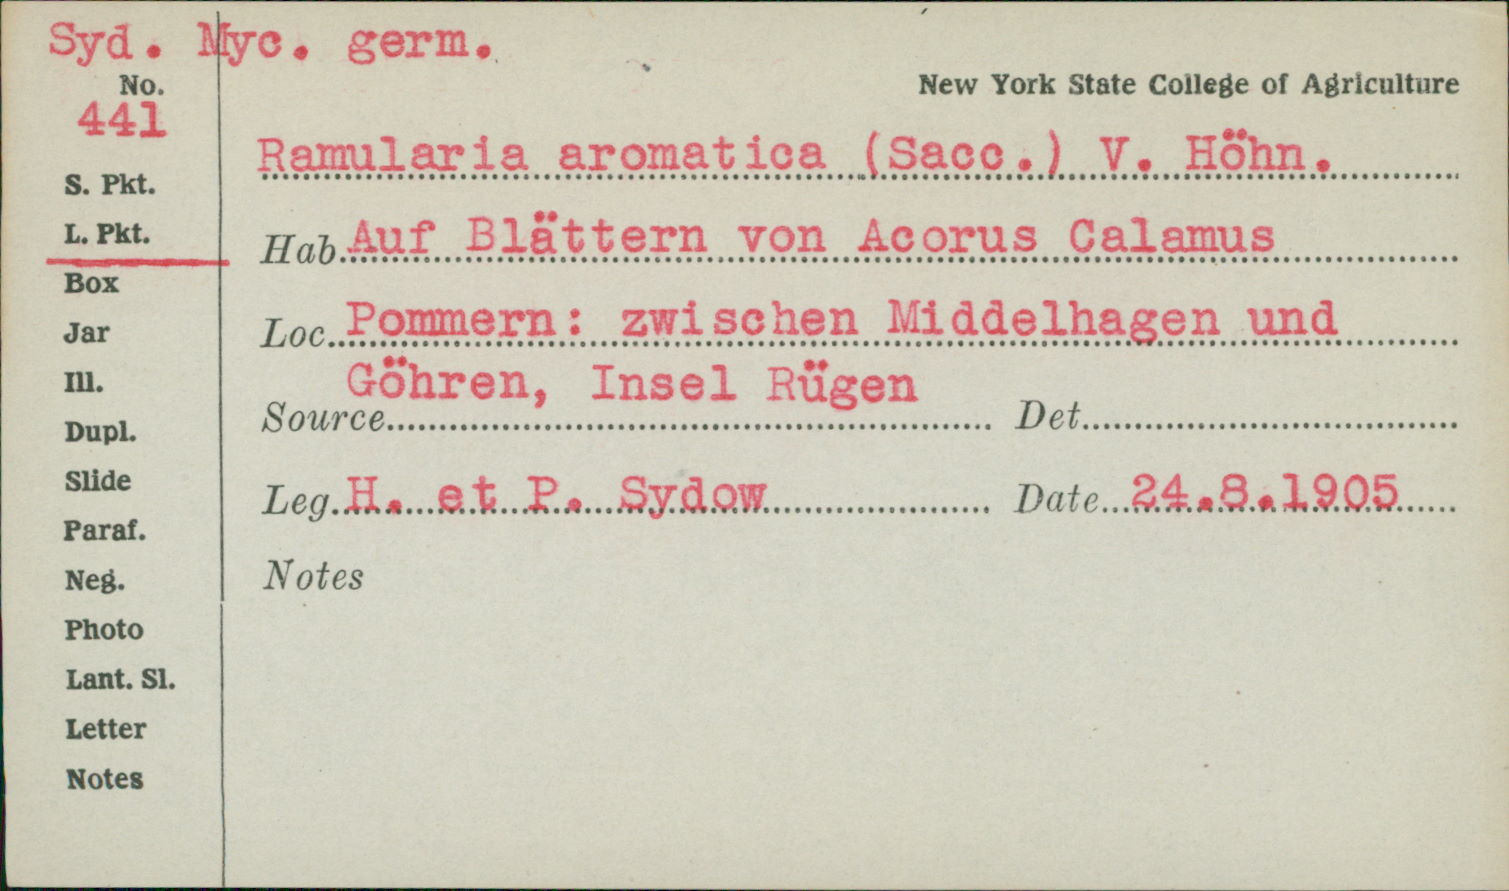 Syd. Myc. germ.
No.
441
New York State College of Agriculture
Ramularia aromatica (Sacc.) V. Höhn.
S. Pkt.
L. Pkt.
Hab. Auf Blättern von Acorus Calamus
Box
Loc. Pommern: zwischen Middelhagen und
Jar
Göhren, Insel Rügen
Ill.
Source Det.
Dupl.
Slide
Leg. H. et P. Sydow Date 24.8.1905
Paraf.
Neg.
Notes
Photo
Lant. Sl.
Letter
Notes